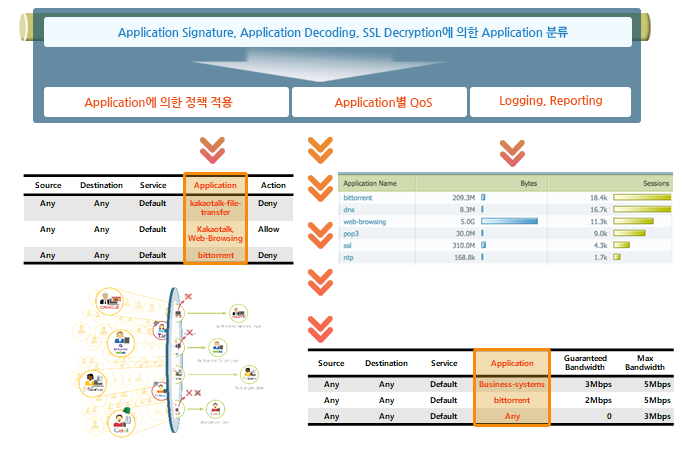 Application Signature, Application Decoding, SSL Decryption에 의한 Application 분류
Application에 의한 정책 적용
Application별 QoS
Logging, Reporting
Source Destination Service Application Action
Any Any Default kakaotalk-file-transfer Deny
Any Any Default Kakaotalk, Web-Browsing Allow
Any Any Default bittorrent Deny
Application Name Bytes Sessions
bittorrent 209.3M 18.4k
dns 8.3M 16.7k
web-browsing 5.0G 11.3k
pop3 30.0M 9.0k
ssl 310.0M 4.3k
ntp 168.8k 1.7k
ORACLE
Source Destination Service Application Guaranteed Bandwidth Max Bandwidth
Any Any Default Business-systems 3Mbps 5Mbps
Any Any Default bittorrent 2Mbps 5Mbps
Any Any Default Any 0 3Mbps